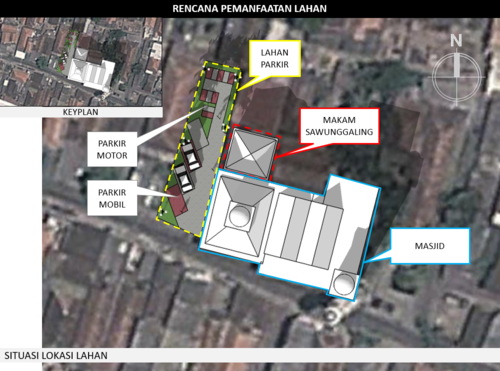 RENCANA PEMANFAATAN LAHAN
N
LAHAN
PARKIR
KEYPLAN
MAKAM
SAWUNGGALING
PARKIR
MOTOR
PARKIR
MOBIL
MASJID
SITUASI LOKASI LAHAN